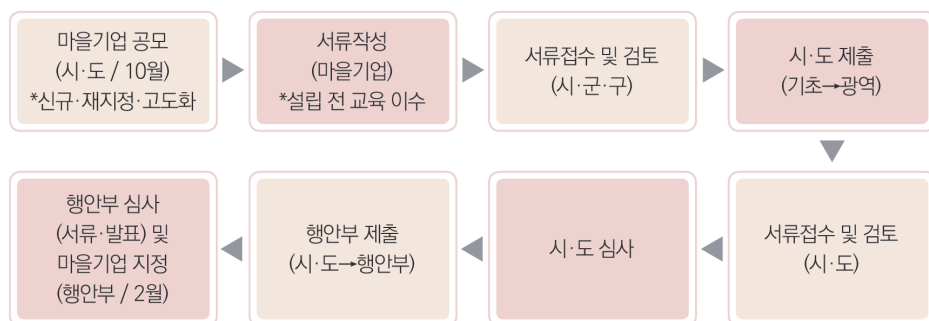 마을기업 공모
(시·도 / 10월)
*신규·재지정·고도화
서류작성
(마을기업)
*설립 전 교육 이수
서류접수 및 검토
(시·군·구)
시·도 제출
(기초→광역)
서류접수 및 검토
(시·도)
시·도 심사
행안부 제출
(시·도→행안부)
행안부 심사
(서류·발표) 및
마을기업 지정
(행안부 / 2월)